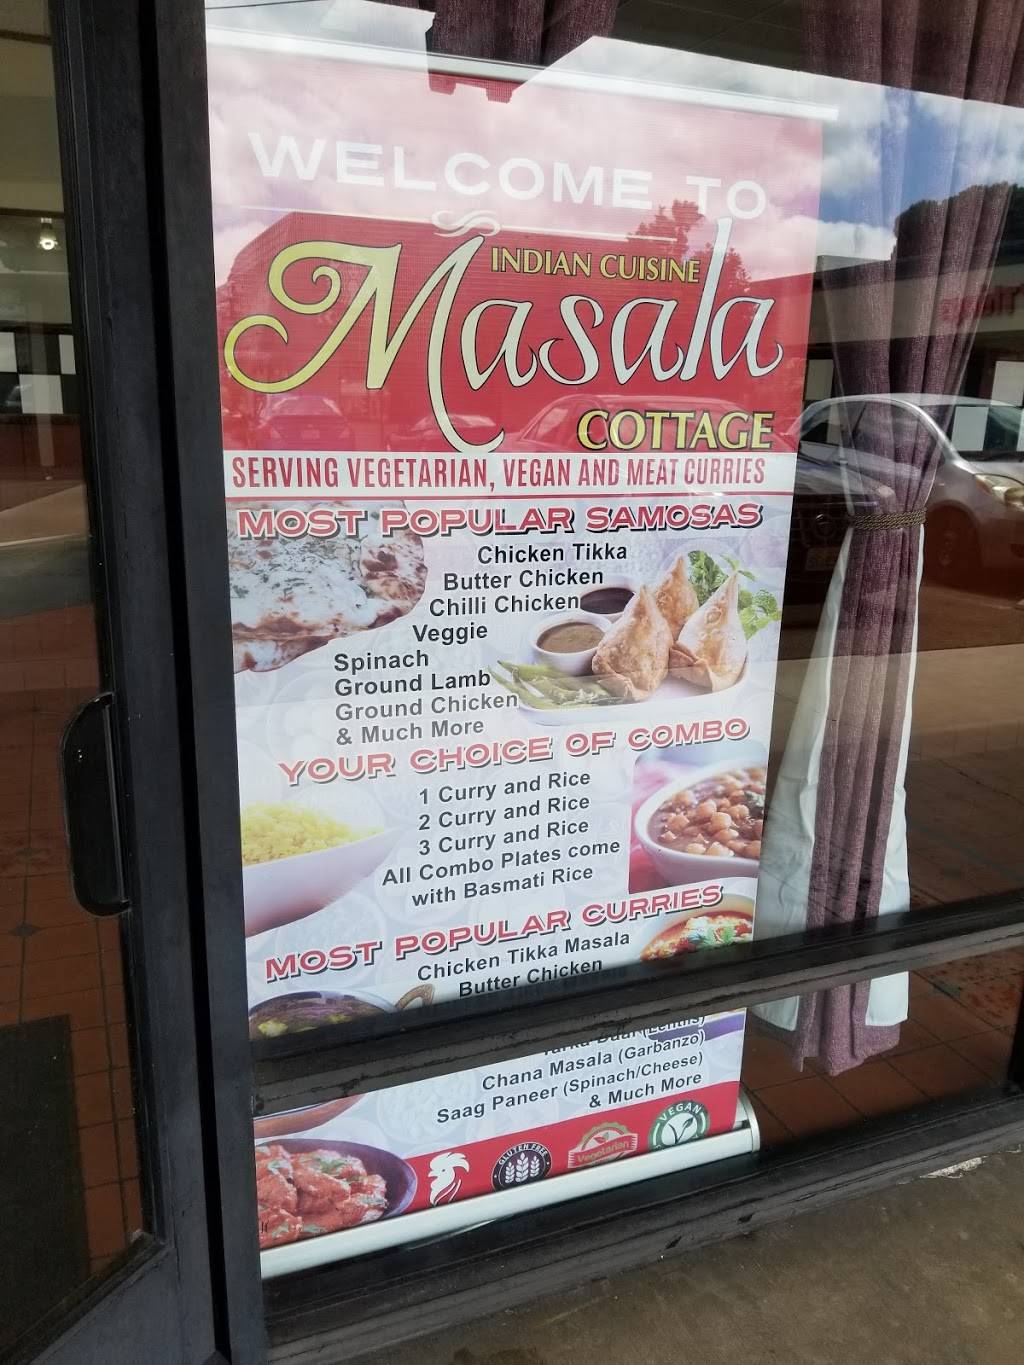 WELCOME TO
INDIAN CUISINE
Masala
COTTAGE
SERVING VEGETARIAN, VEGAN AND MEAT CURRIES
MOST POPULAR SAMOSAS
Chicken Tikka
Butter Chicken
Chilli Chicken
Veggie
Spinach
Ground Lamb
Ground Chicken
& Much More
YOUR CHOICE OF COMBO
1 Curry and Rice
2 Curry and Rice
3 Curry and Rice
All Combo Plates come
with Basmati Rice
MOST POPULAR CURRIES
Chicken Tikka Masala
Butter Chicken
Tarka Daal (Lentils)
Chana Masala (Garbanzo)
Saag Paneer (Spinach/Cheese)
& Much More
GLUTEN FREE
Vegetarian
VEGAN